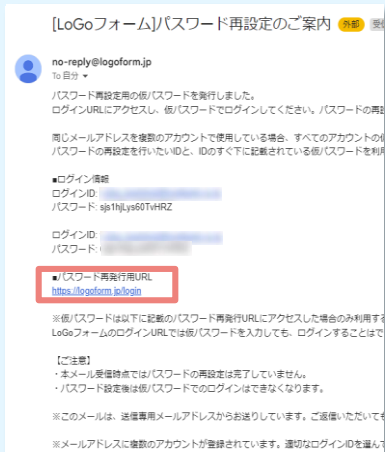 [LoGoフォーム]パスワード再設定のご案内 外部 受信
no-reply@logoform.jp
To 自分
パスワード再設定用の仮パスワードを発行しました。
ログインURLにアクセスし、仮パスワードでログインしてください。パスワードの再設
同じメールアドレスを複数のアカウントで使用している場合、すべてのアカウントの仮
パスワードの再設定を行いたいIDと、IDのすぐ下に記載されている仮パスワードを利用
■ログイン情報
ログインID:
パスワード: sjs1hjLys60TvHRZ
ログインID:
パスワード:
■パスワード再発行用URL
https://logoform.jp/login
※仮パスワードは以下に記載のパスワード再発行URLにアクセスした場合のみ利用する
LoGoフォームのログインURLでは仮パスワードを入力しても、ログインすることはで
【ご注意】
・本メール受信時点ではパスワードの再設定は完了していません。
・パスワード設定後は仮パスワードでのログインはできなくなります。
※このメールは、送信専用メールアドレスからお送りしています。ご返信いただいても
※メールアドレスに複数のアカウントが登録されています。適切なログインIDを選んで